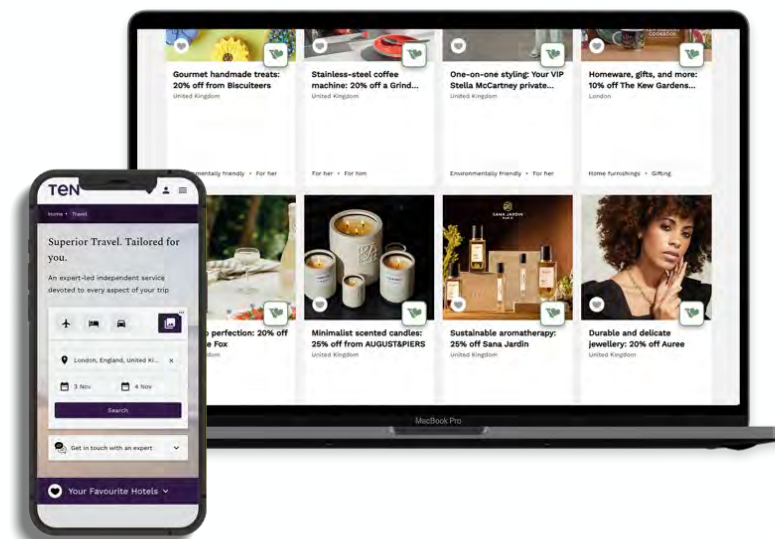 Gourmet handmade treats:
20% off from Biscuiteers
United Kingdom
Stainless-steel coffee
machine: 20% off a Grind...
United Kingdom
One-on-one styling: Your VIP
Stella McCartney private...
United Kingdom
Homeware, gifts, and more:
10% off The Kew Gardens...
London
mentally friendly • For her
For her • For him
Environmentally friendly • For her
Home furnishings • Gifting
SANA JARDIN
perfection: 20% off
Fox
Minimalist scented candles:
25% off from AUGUST&PIERS
United Kingdom
Sustainable aromatherapy:
25% off Sana Jardin
United Kingdom
Durable and delicate
jewellery: 20% off Auree
United Kingdom
MacBook Pro
TEN
Home • Travel
Superior Travel. Tailored for
you.
An expert-led independent service
devoted to every aspect of your trip
London, England, United Ki...
3 Nov
4 Nov
Search
Get in touch with an expert
Your Favourite Hotels